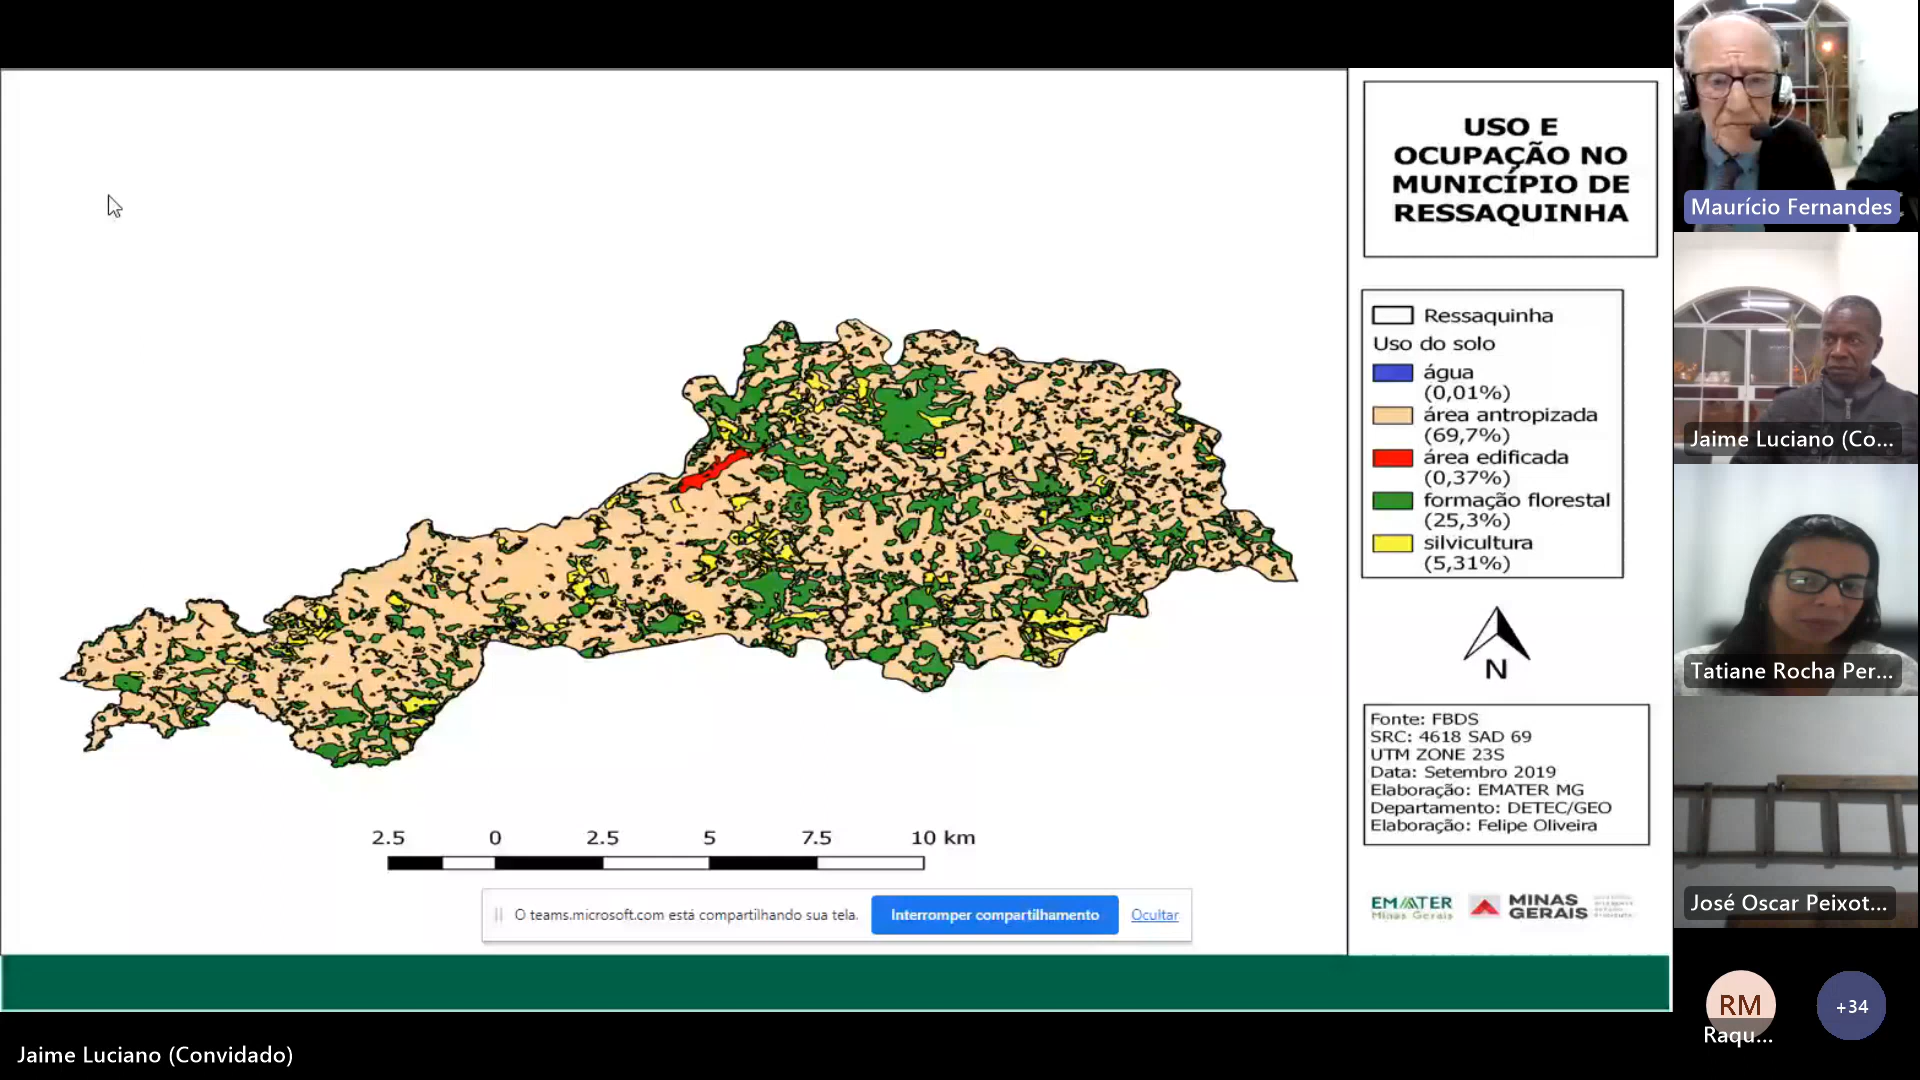 USO E
OCUPAÇÃO NO
MUNICÍPIO DE
RESSAQUINHA
Ressaquinha
Uso do solo
água
(0,01%)
área antropizada
(69,7%)
área edificada
(0,37%)
formação florestal
(25,3%)
silvicultura
(5,31%)
N
Fonte: FBDS
SRC: 4618 SAD 69
UTM ZONE 23S
Data: Setembro 2019
Elaboração: EMATER MG
Departamento: DETEC/GEO
Elaboração: Felipe Oliveira
2.5 0 2.5 5 7.5 10 km
EMATER
Minas Gerais
MINAS
GERAIS
O teams.microsoft.com está compartilhando sua tela.
Interromper compartilhamento
Ocultar
Maurício Fernandes
Jaime Luciano (Co...
Tatiane Rocha Per...
José Oscar Peixot...
RM
Raqu...
+34
Jaime Luciano (Convidado)